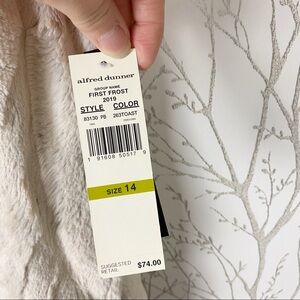 alfred dunner
GROUP NAME
FIRST FROST
2019
STYLE COLOR
83130 PB 263TOAST
1 91608 50517 9
SIZE 14
SUGGESTED
RETAIL $74.00